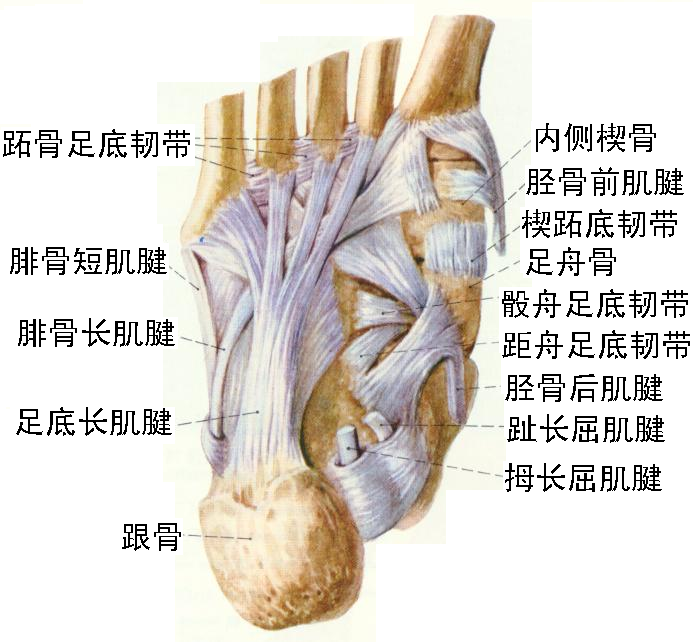 跖骨足底韧带
腓骨短肌腱
腓骨长肌腱
足底长肌腱
跟骨
内侧楔骨
胫骨前肌腱
楔跖底韧带
足舟骨
骰舟足底韧带
距舟足底韧带
胫骨后肌腱
趾长屈肌腱
拇长屈肌腱